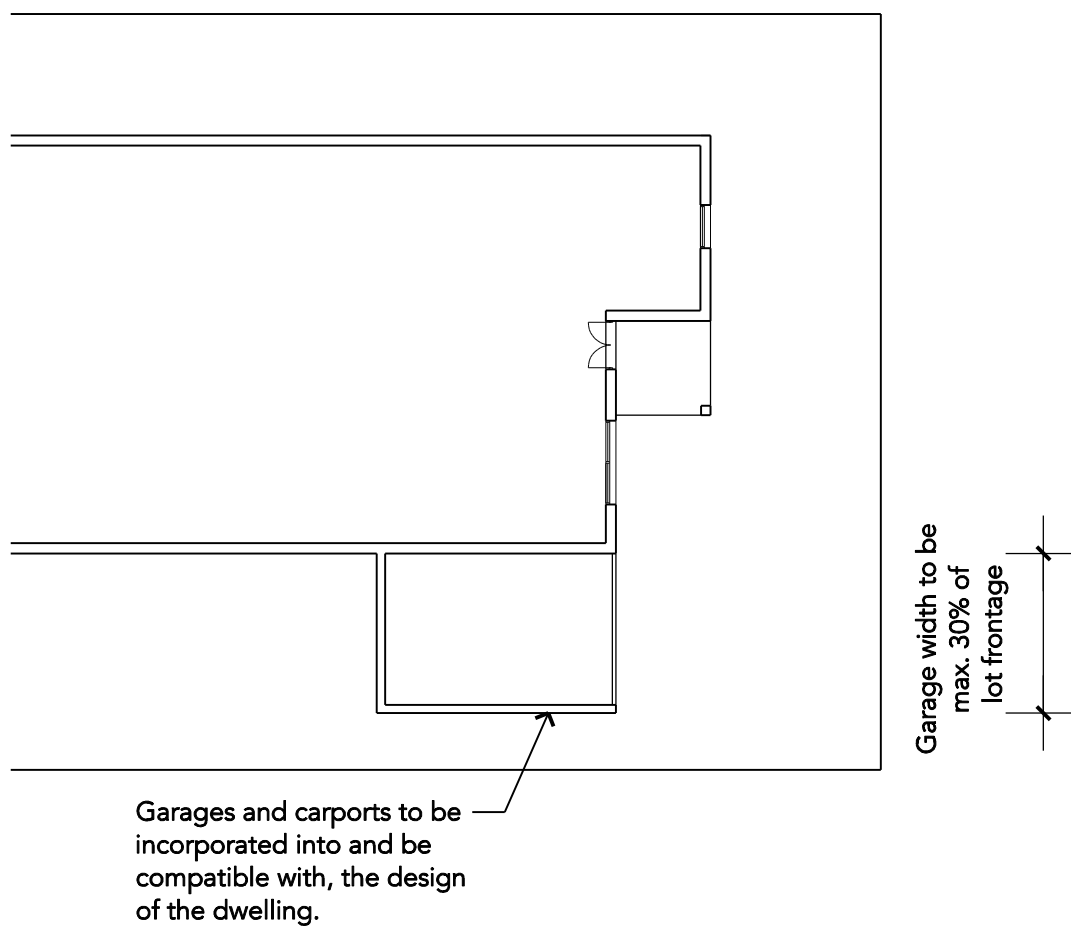 Garage width to be
max. 30% of
lot frontage
Garages and carports to be
incorporated into and be
compatible with, the design
of the dwelling.